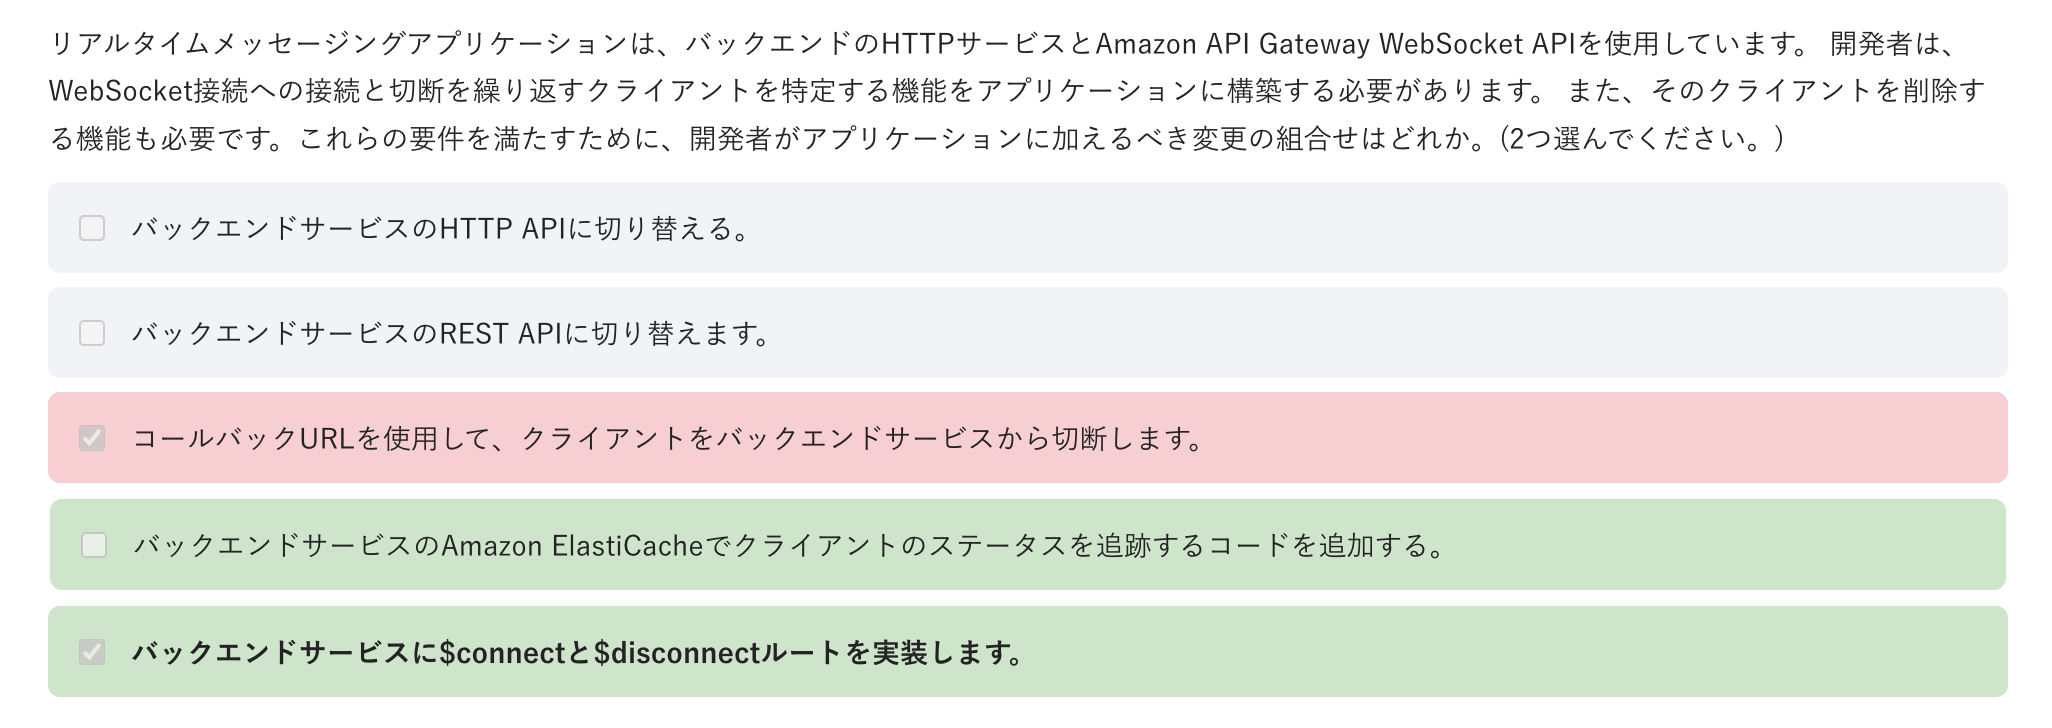 リアルタイムメッセージングアプリケーションは、バックエンドのHTTPサービスとAmazon API Gateway WebSocket APIを使用しています。 開発者は、
WebSocket接続への接続と切断を繰り返すクライアントを特定する機能をアプリケーションに構築する必要があります。 また、そのクライアントを削除す
る機能も必要です。これらの要件を満たすために、開発者がアプリケーションに加えるべき変更の組合せはどれか。(2つ選んでください。)
バックエンドサービスのHTTP APIに切り替える。
バックエンドサービスのREST APIに切り替えます。
コールバックURLを使用して、クライアントをバックエンドサービスから切断します。
バックエンドサービスのAmazon ElastiCacheでクライアントのステータスを追跡するコードを追加する。
バックエンドサービスに$connectと$disconnectルートを実装します。